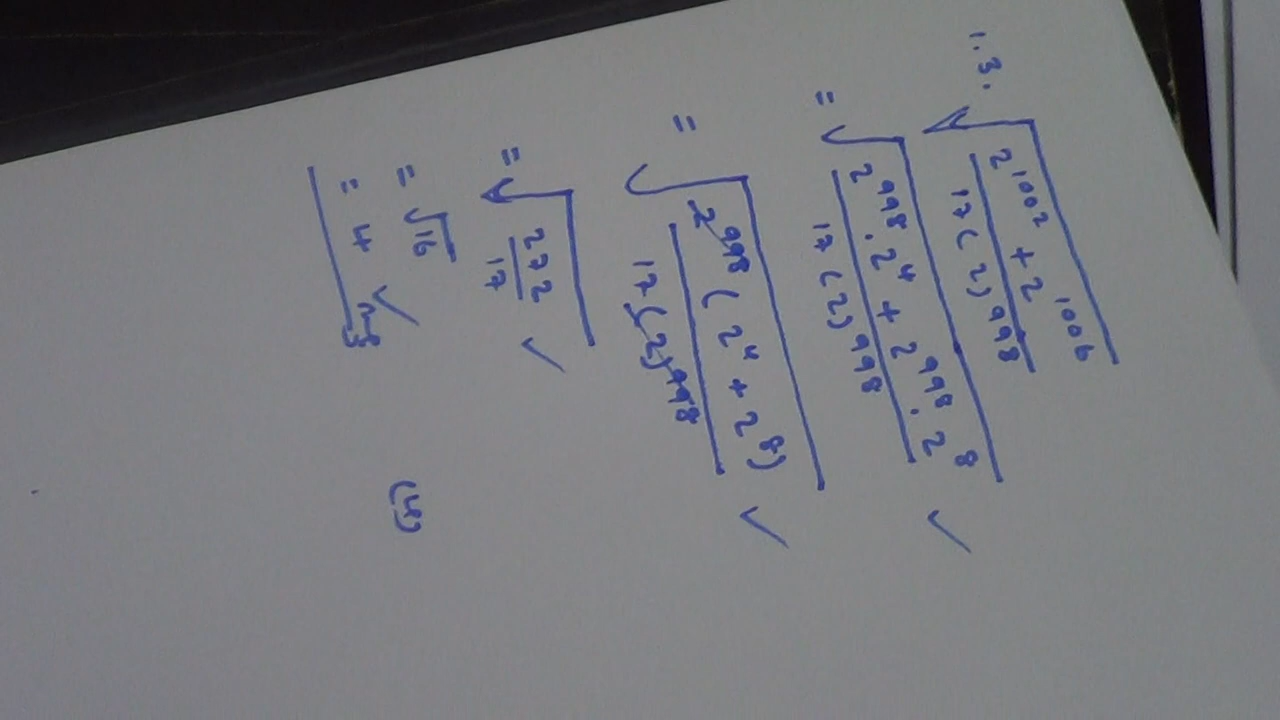 1.3. √((2^1002 + 2^1006) / (17(2)^998))
= √((2^998 . 2^4 + 2^998 . 2^8) / (17(2)^998)) ✓
= √((2^998 (2^4 + 2^8)) / (17(2)^998)) ✓
= √(272 / 17) ✓
= √16
= 4 ✓
(4)